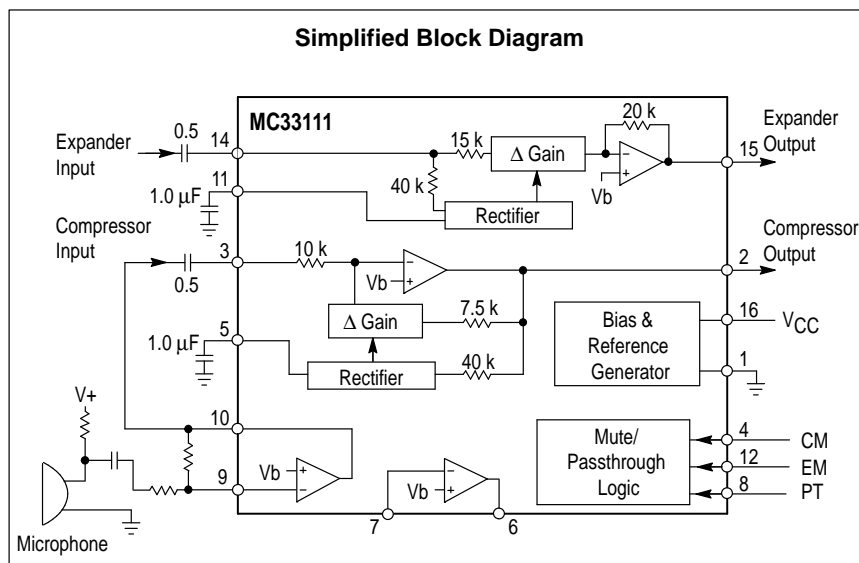 Simplified Block Diagram
MC33111
Expander
Input
0.5
14
15 k
Δ Gain
20 k
Vb
15
Expander
Output
11
1.0 μF
40 k
Rectifier
Compressor
Input
3
0.5
10 k
Vb
2
Compressor
Output
Δ Gain
7.5 k
5
1.0 μF
Rectifier
40 k
Bias &
Reference
Generator
16
VCC
1
V+
10
9
Vb
Microphone
Vb
7
6
Mute/
Passthrough
Logic
4
CM
12
EM
8
PT